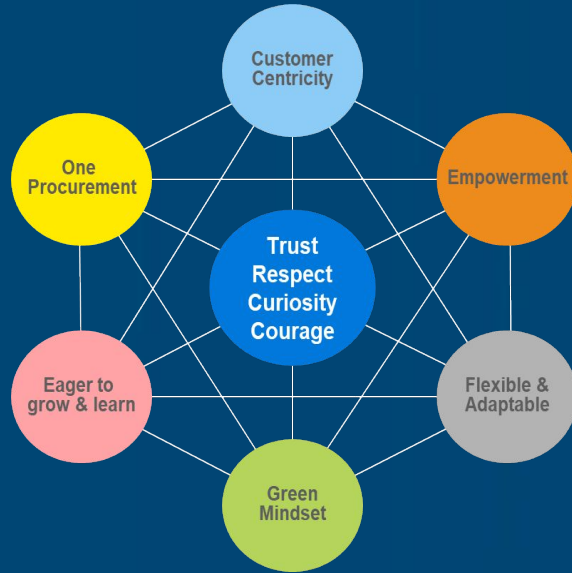 Customer
Centricity
One
Procurement
Empowerment
Trust
Respect
Curiosity
Courage
Eager to
grow & learn
Flexible &
Adaptable
Green
Mindset